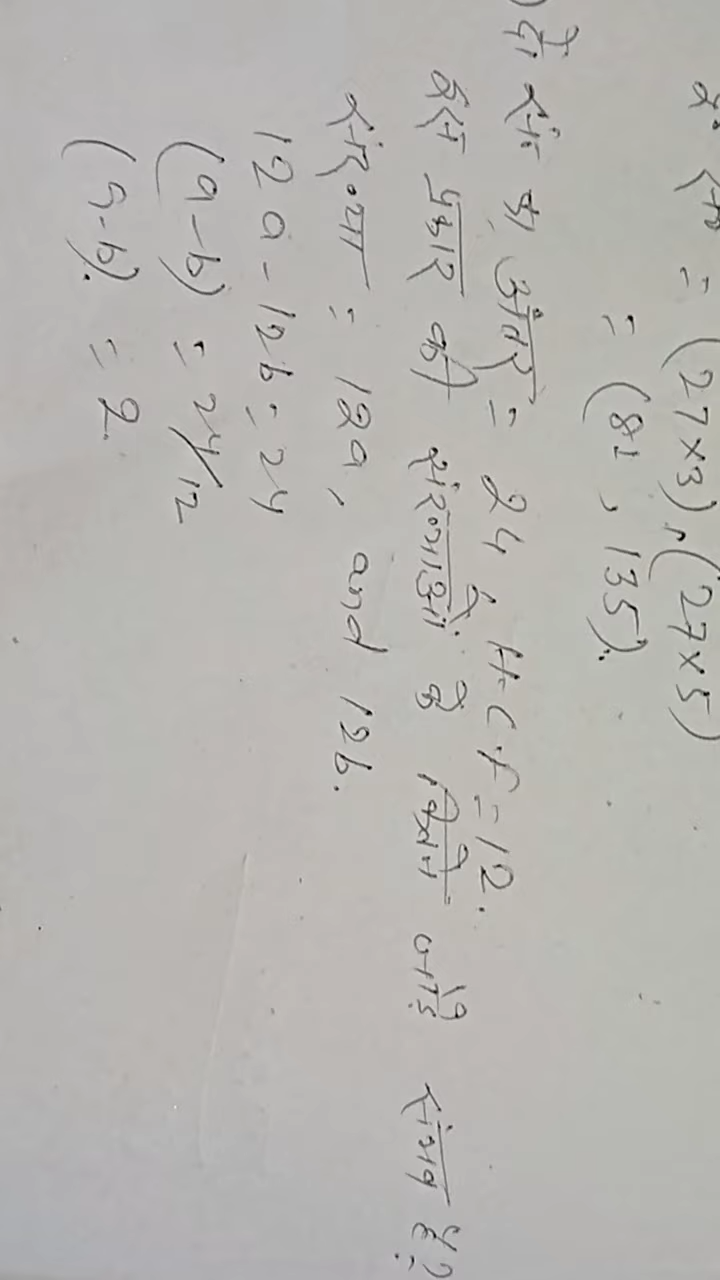 = (27×3), (27×5)
= (81, 135).
दो सं॰ का अंतर = 24, H.C.F = 12.
इस प्रकार की संख्याओं के कितने जोड़े संभव है?
संख्या = 12a, and 12b.
12a - 12b = 24
(a-b) = 24/12
(a-b) = 2